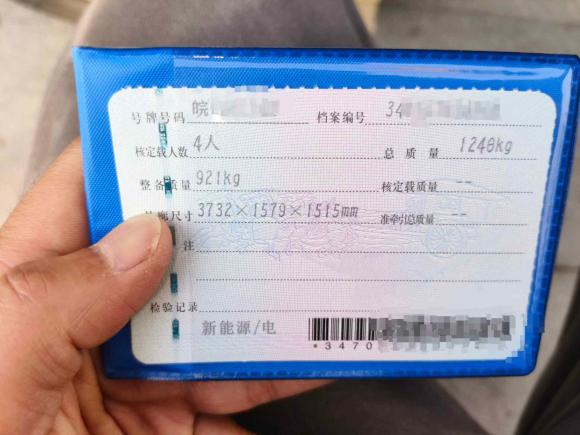 号牌号码 皖 档案编号 34
核定载人数 4人 总质量 1240kg
整备质量 921kg 核定载质量 --
廓尺寸 3732×1579×1515mm 准牵引总质量 --
注
检验记录
新能源/电
*3470